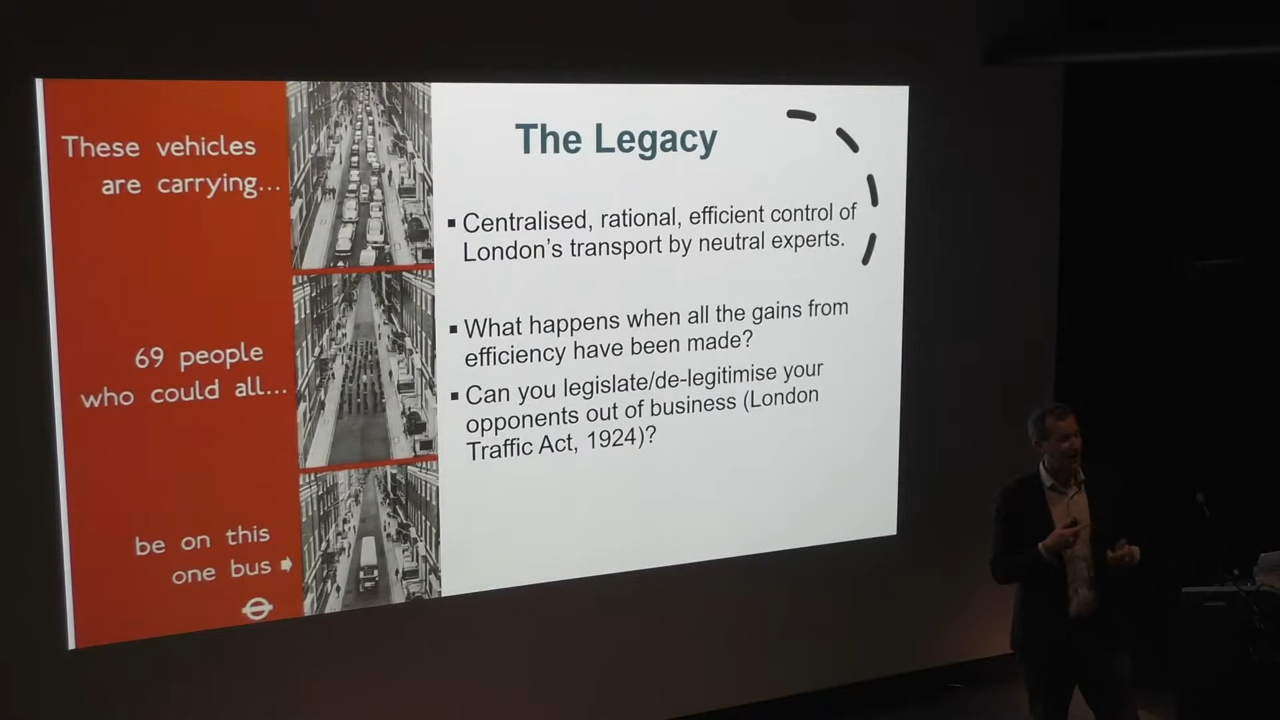 These vehicles
are carrying...
69 people
who could all...
be on this
one bus
The Legacy
▪ Centralised, rational, efficient control of
London's transport by neutral experts.
▪ What happens when all the gains from
efficiency have been made?
▪ Can you legislate/de-legitimise your
opponents out of business (London
Traffic Act, 1924)?